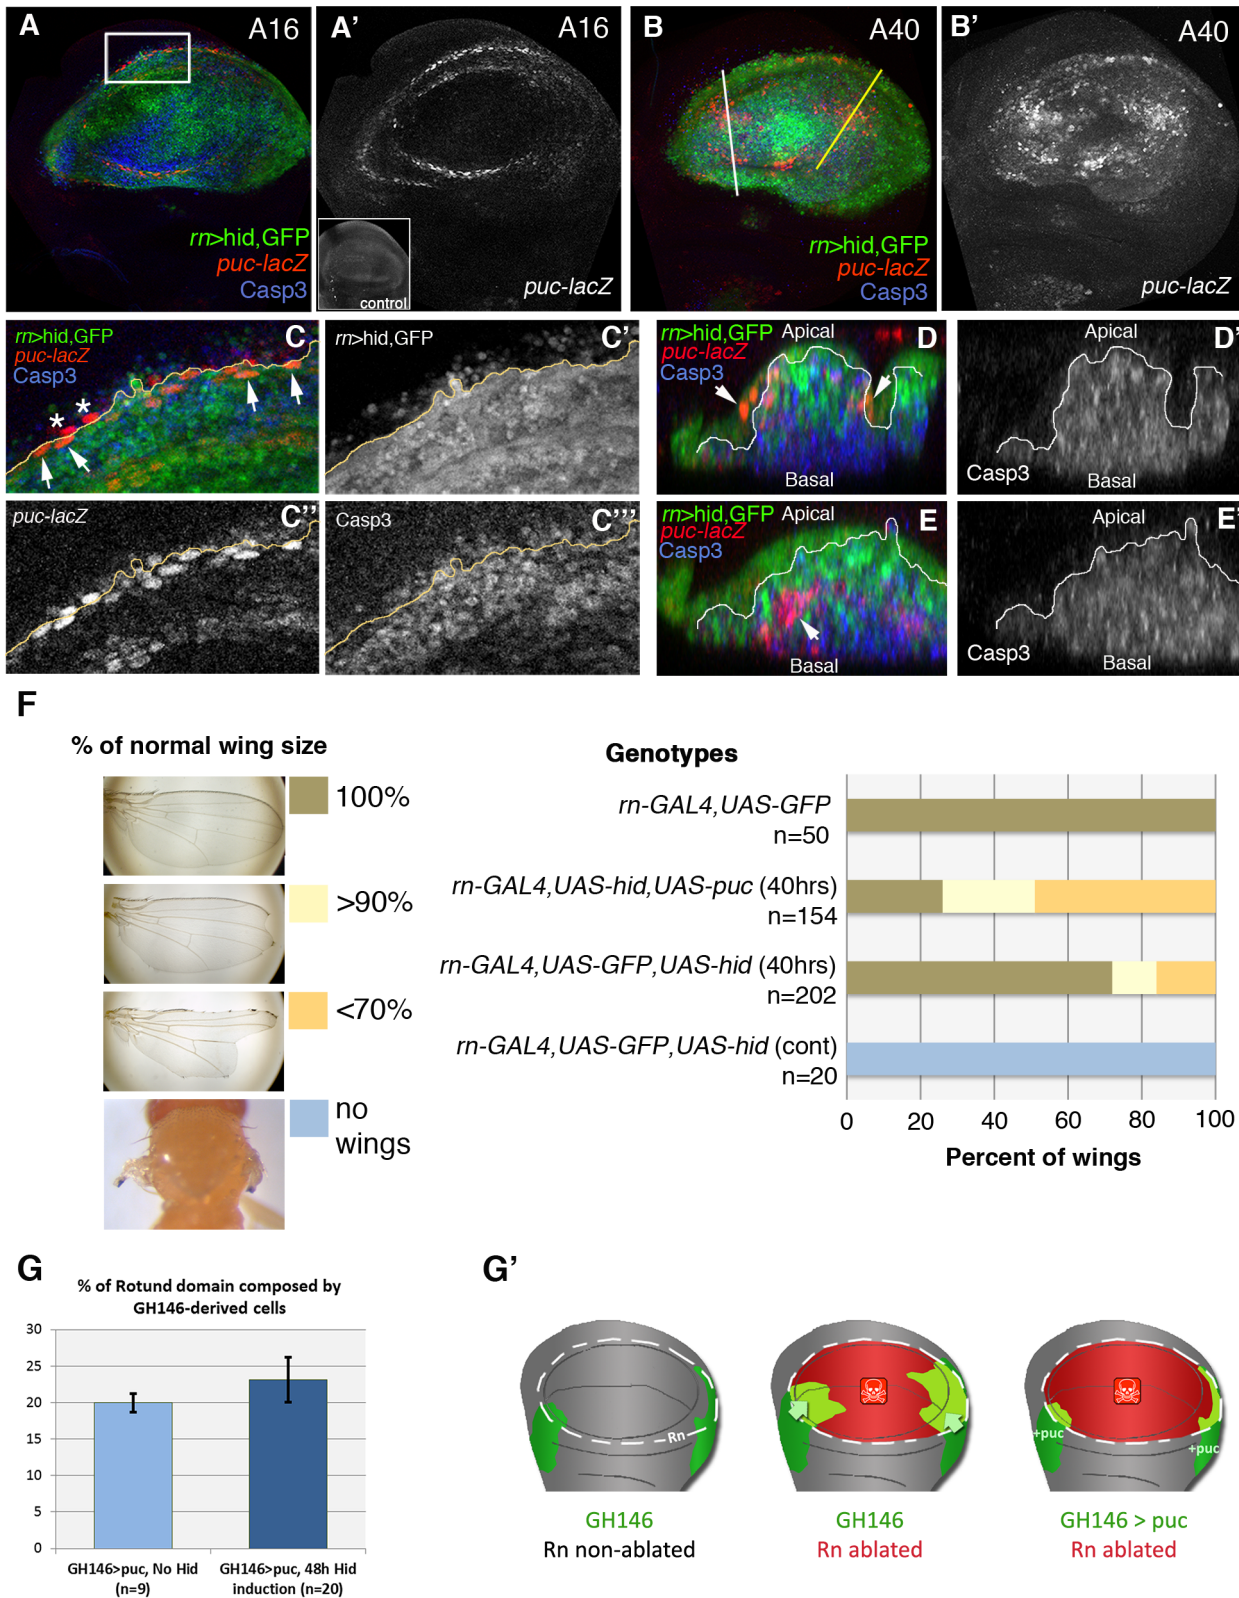 A
A16
rn>hid,GFP
puc-lacZ
Casp3
A'
A16
control
puc-lacZ
B
A40
rn>hid,GFP
puc-lacZ
Casp3
B'
A40
puc-lacZ
rn>hid,GFP
puc-lacZ
Casp3
C
* *
rn>hid,GFP
C'
rn>hid,GFP
puc-lacZ
Casp3
Apical
D
Basal
D'
Apical
Casp3
Basal
puc-lacZ
C''
Casp3
C'''
rn>hid,GFP
puc-lacZ
Casp3
Apical
E
Basal
E'
Apical
Casp3
Basal
F
% of normal wing size
100%
>90%
<70%
no
wings
Genotypes
rn-GAL4,UAS-GFP
n=50
rn-GAL4,UAS-hid,UAS-puc (40hrs)
n=154
rn-GAL4,UAS-GFP,UAS-hid (40hrs)
n=202
rn-GAL4,UAS-GFP,UAS-hid (cont)
n=20
0 20 40 60 80 100
Percent of wings
G
% of Rotund domain composed by
GH146-derived cells
30
25
20
15
10
5
0
GH146>puc, No Hid
(n=9)
GH146>puc, 48h Hid
induction (n=20)
G'
Rn
+puc
+puc
GH146
Rn non-ablated
GH146
Rn ablated
GH146 > puc
Rn ablated